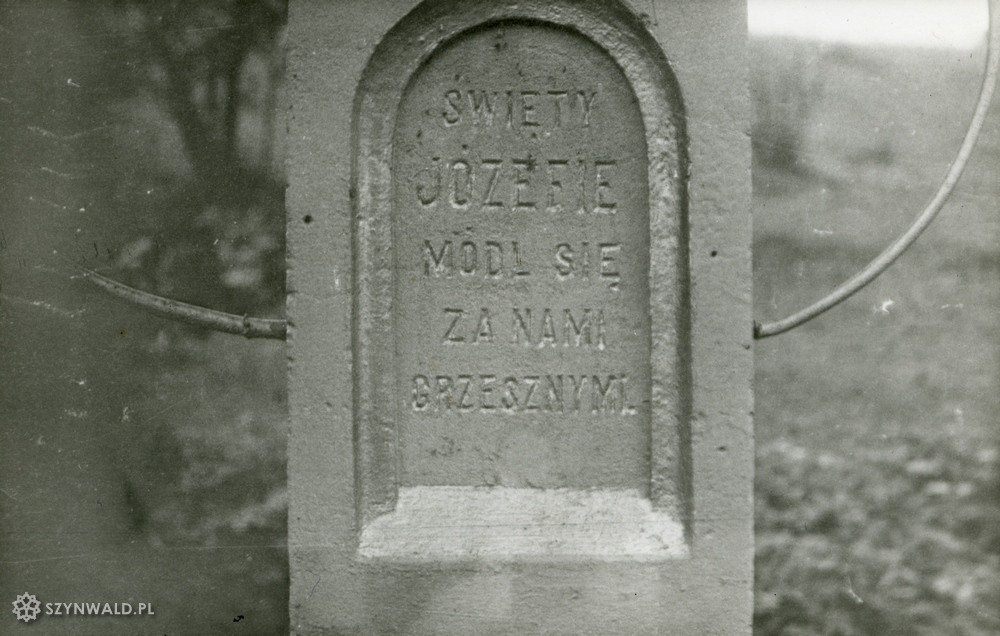 ŚWIĘTY
JÓZEFIE
MÓDL SIĘ
ZA NAMI
GRZESZNYMI.
SZYNWALD.PL